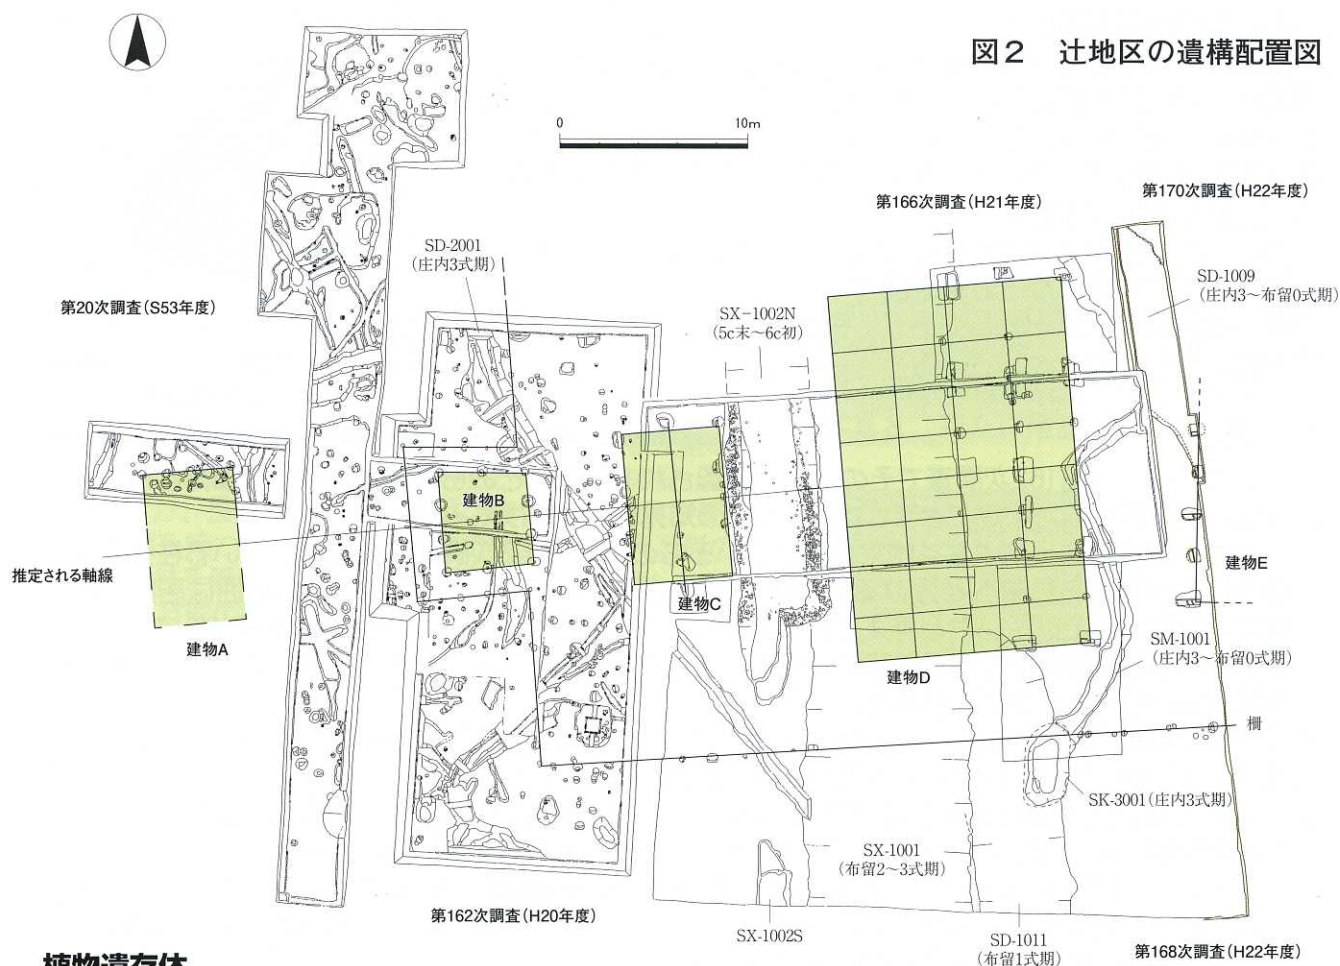 図2　辻地区の遺構配置図
0　10m
第166次調査(H21年度)
第170次調査(H22年度)
SD-2001
(庄内3式期)
SD-1009
(庄内3〜布留0式期)
第20次調査(S53年度)
SX-1002N
(5c末〜6c初)
建物B
推定される軸線
建物C
建物E
建物A
SM-1001
(庄内3〜布留0式期)
建物D
柵
SK-3001(庄内3式期)
SX-1001
(布留2〜3式期)
第162次調査(H20年度)
SX-1002S
SD-1011
(布留1式期)
第168次調査(H22年度)
植物遺存体